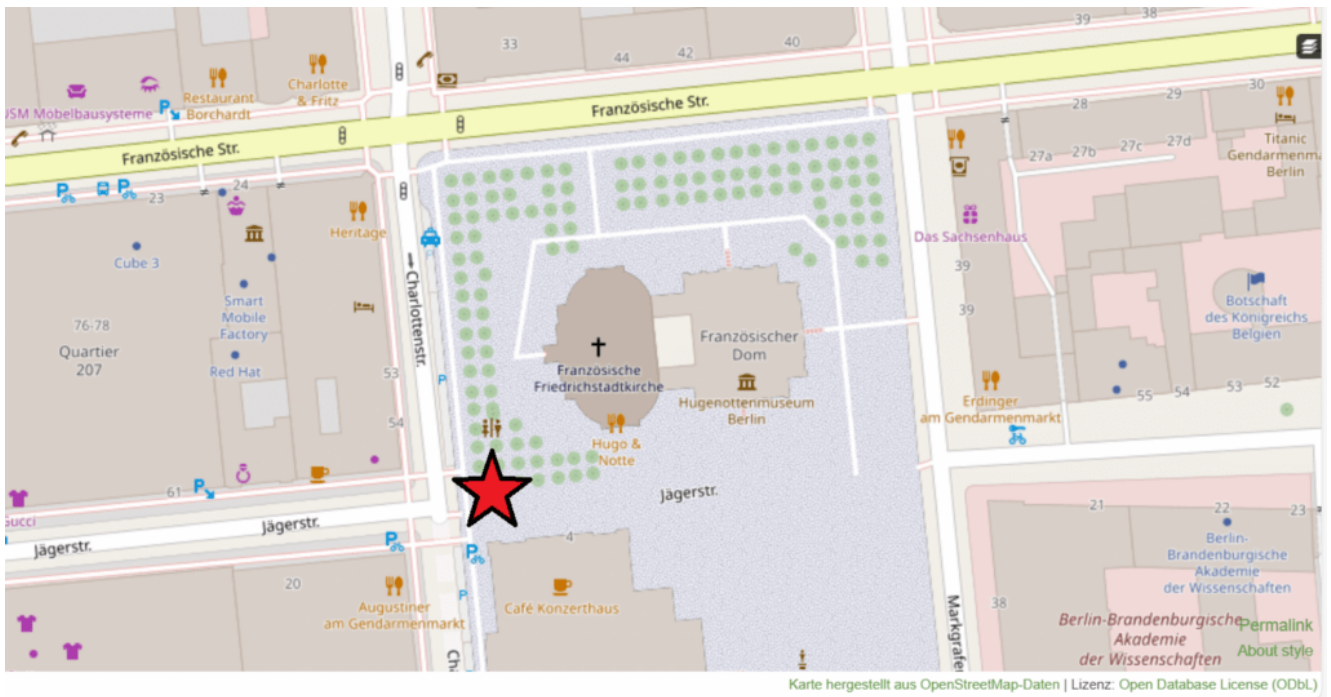 39
38
33
44
42
40
Charlotte
& Fritz
Restaurant
Borchardt
USM Möbelbausysteme
P
Französische Str.
28
29
30
Titanic
Gendarmenma
Berlin
27a
27b
27c
27d
Französische Str.
23
24
Heritage
Cube 3
Smart
Mobile
Factory
Red Hat
76-78
Quartier
207
53
54
Charlottenstr.
P
Das Sachsenhaus
39
39
Botschaft
des Königreichs
Belgien
Französischer
Dom
Französische
Friedrichstadtkirche
Hugenottenmuseum
Berlin
Hugo &
Notte
Erdinger
am Gendarmenmarkt
55
54
53
52
61
P
Gucci
Jägerstr.
Jägerstr.
Jägerstr.
P
P
P
4
20
Augustiner
am Gendarmenmarkt
Café Konzerthaus
21
22
23
Berlin-
Brandenburgische
Akademie
der Wissenschaften
38
Markgrafe
Berlin-Brandenburgische
Akademie
der Wissenschaften
Permalink
About style
Karte hergestellt aus OpenStreetMap-Daten | Lizenz: Open Database License (ODbL)